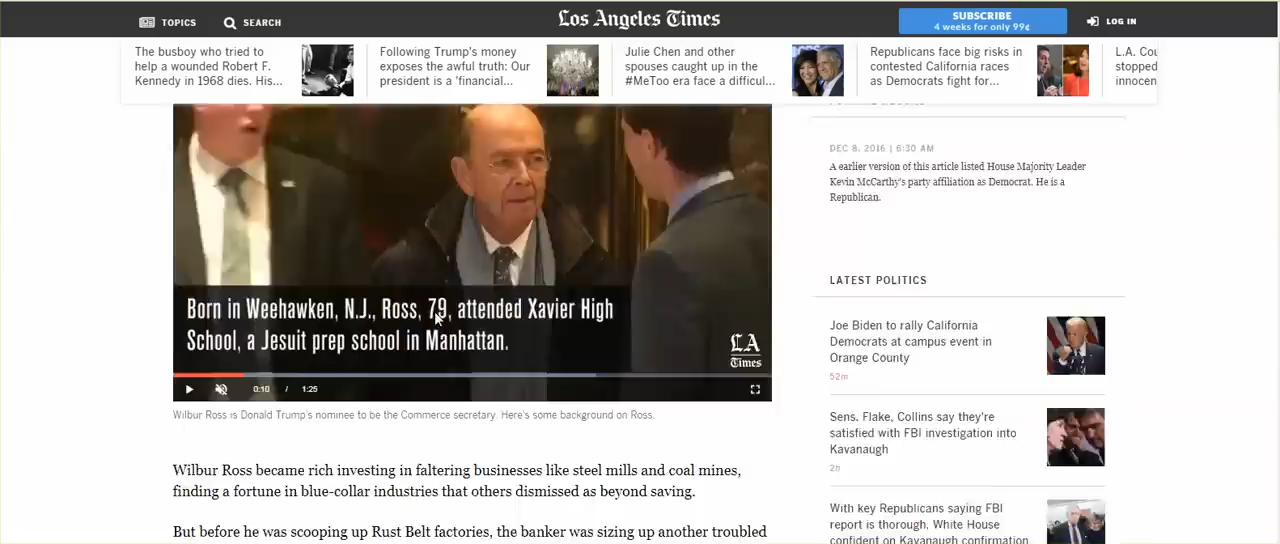 TOPICS
SEARCH
Los Angeles Times
SUBSCRIBE
4 weeks for only 99¢
LOG IN
The busboy who tried to
help a wounded Robert F.
Kennedy in 1968 dies. His...
Following Trump's money
exposes the awful truth: Our
president is a 'financial...
Julie Chen and other
spouses caught up in the
#MeToo era face a difficul...
Republicans face big risks in
contested California races
as Democrats fight for...
L.A. Cou
stopped
innocen
Born in Weehawken, N.J., Ross, 79, attended Xavier High
School, a Jesuit prep school in Manhattan.
LA
Times
0:10 / 1:25
Wilbur Ross is Donald Trump's nominee to be the Commerce secretary. Here's some background on Ross.
Wilbur Ross became rich investing in faltering businesses like steel mills and coal mines,
finding a fortune in blue-collar industries that others dismissed as beyond saving.
But before he was scooping up Rust Belt factories, the banker was sizing up another troubled
DEC 8, 2016 | 6:30 AM
A earlier version of this article listed House Majority Leader
Kevin McCarthy's party affiliation as Democrat. He is a
Republican.
LATEST POLITICS
Joe Biden to rally California
Democrats at campus event in
Orange County
52m
Sens. Flake, Collins say they're
satisfied with FBI investigation into
Kavanaugh
2h
With key Republicans saying FBI
report is thorough, White House
confident on Kavanaugh confirmation